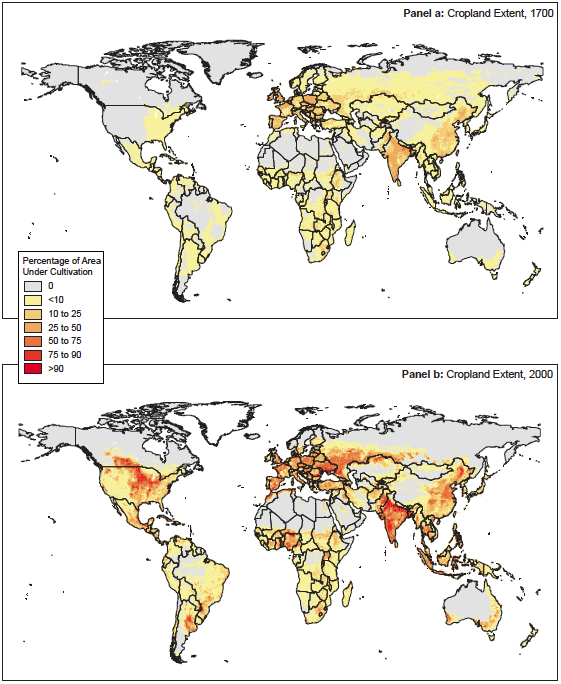 Panel a: Cropland Extent, 1700
Percentage of Area
Under Cultivation
0
<10
10 to 25
25 to 50
50 to 75
75 to 90
>90
Panel b: Cropland Extent, 2000